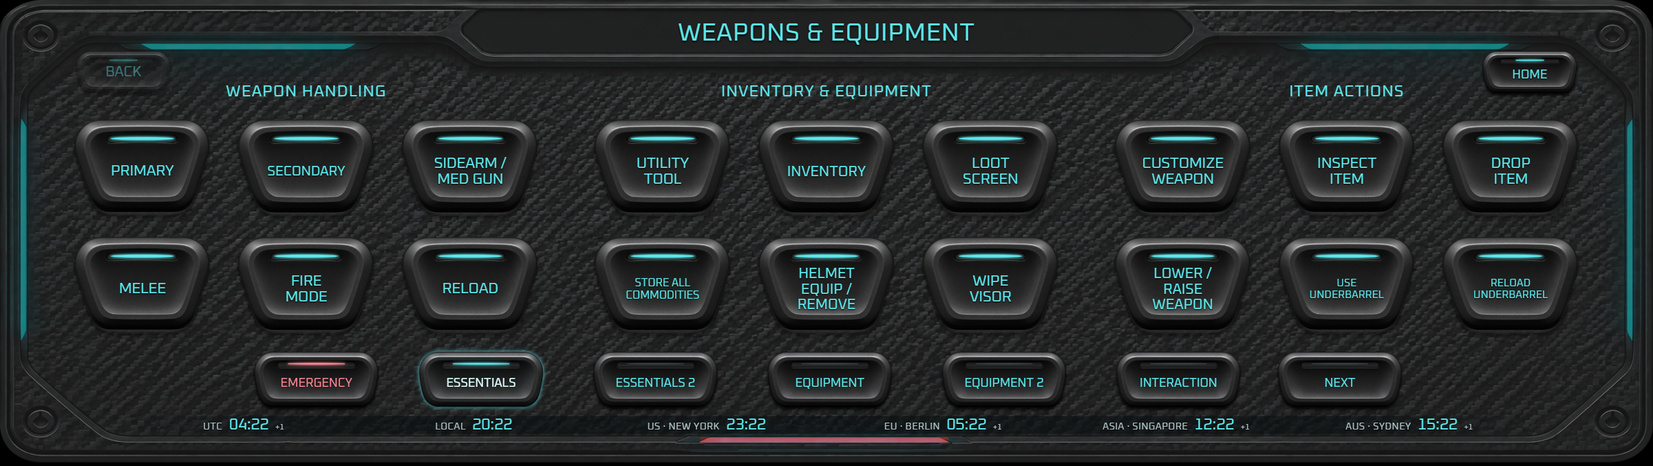 WEAPONS & EQUIPMENT
BACK
HOME
WEAPON HANDLING
INVENTORY & EQUIPMENT
ITEM ACTIONS
PRIMARY
SECONDARY
SIDEARM /
MED GUN
UTILITY
TOOL
INVENTORY
LOOT
SCREEN
CUSTOMIZE
WEAPON
INSPECT
ITEM
DROP
ITEM
MELEE
FIRE
MODE
RELOAD
STORE ALL
COMMODITIES
HELMET
EQUIP /
REMOVE
WIPE
VISOR
LOWER /
RAISE
WEAPON
USE
UNDERBARREL
RELOAD
UNDERBARREL
EMERGENCY
ESSENTIALS
ESSENTIALS 2
EQUIPMENT
EQUIPMENT 2
INTERACTION
NEXT
UTC 04:22 +1
LOCAL 20:22
US · NEW YORK 23:22
EU · BERLIN 05:22 +1
ASIA · SINGAPORE 12:22 +1
AUS · SYDNEY 15:22 +1